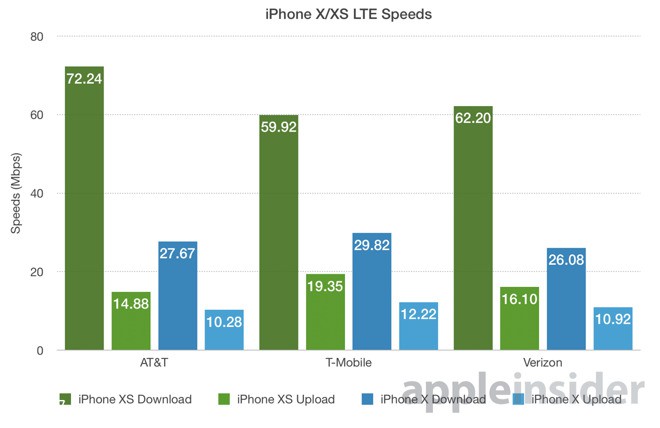 iPhone X/XS LTE Speeds
80
60
40
20
0
Speeds (Mbps)
72.24
14.88
27.67
10.28
59.92
19.35
29.82
12.22
62.20
16.10
26.08
10.92
AT&T
T-Mobile
Verizon
iPhone XS Download
iPhone XS Upload
iPhone X Download
iPhone X Upload
appleinsider